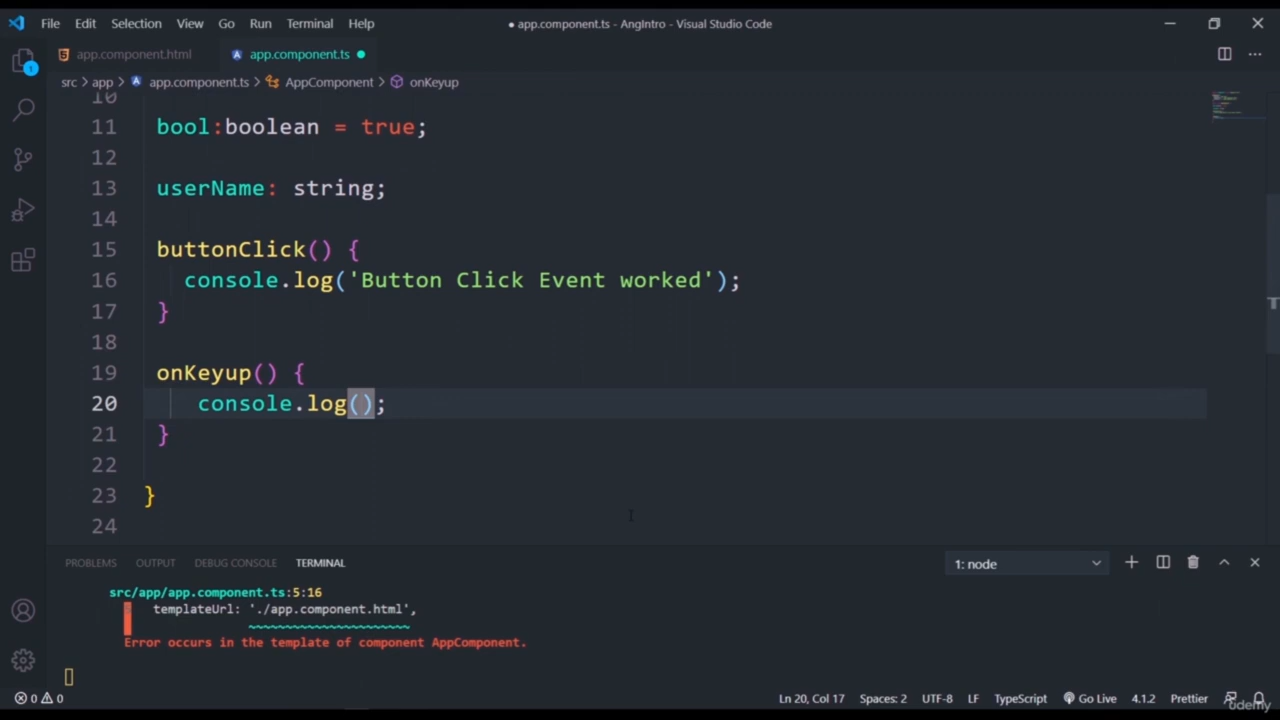 File Edit Selection View Go Run Terminal Help ● app.component.ts - AngIntro - Visual Studio Code
app.component.html app.component.ts
src > app > app.component.ts > AppComponent > onKeyup
1
10
11 bool:boolean = true;
12
13 userName: string;
14
15 buttonClick() {
16 console.log('Button Click Event worked');
17 }
18
19 onKeyup() {
20 console.log();
21 }
22
23 }
24
PROBLEMS OUTPUT DEBUG CONSOLE TERMINAL 1: node
src/app/app.component.ts:5:16
5 templateUrl: './app.component.html',
~~~~~~~~~~~~~~~~~~~~~~
Error occurs in the template of component AppComponent.
0 0 Ln 20, Col 17 Spaces: 2 UTF-8 LF TypeScript Go Live 4.1.2 Prettier
udemy